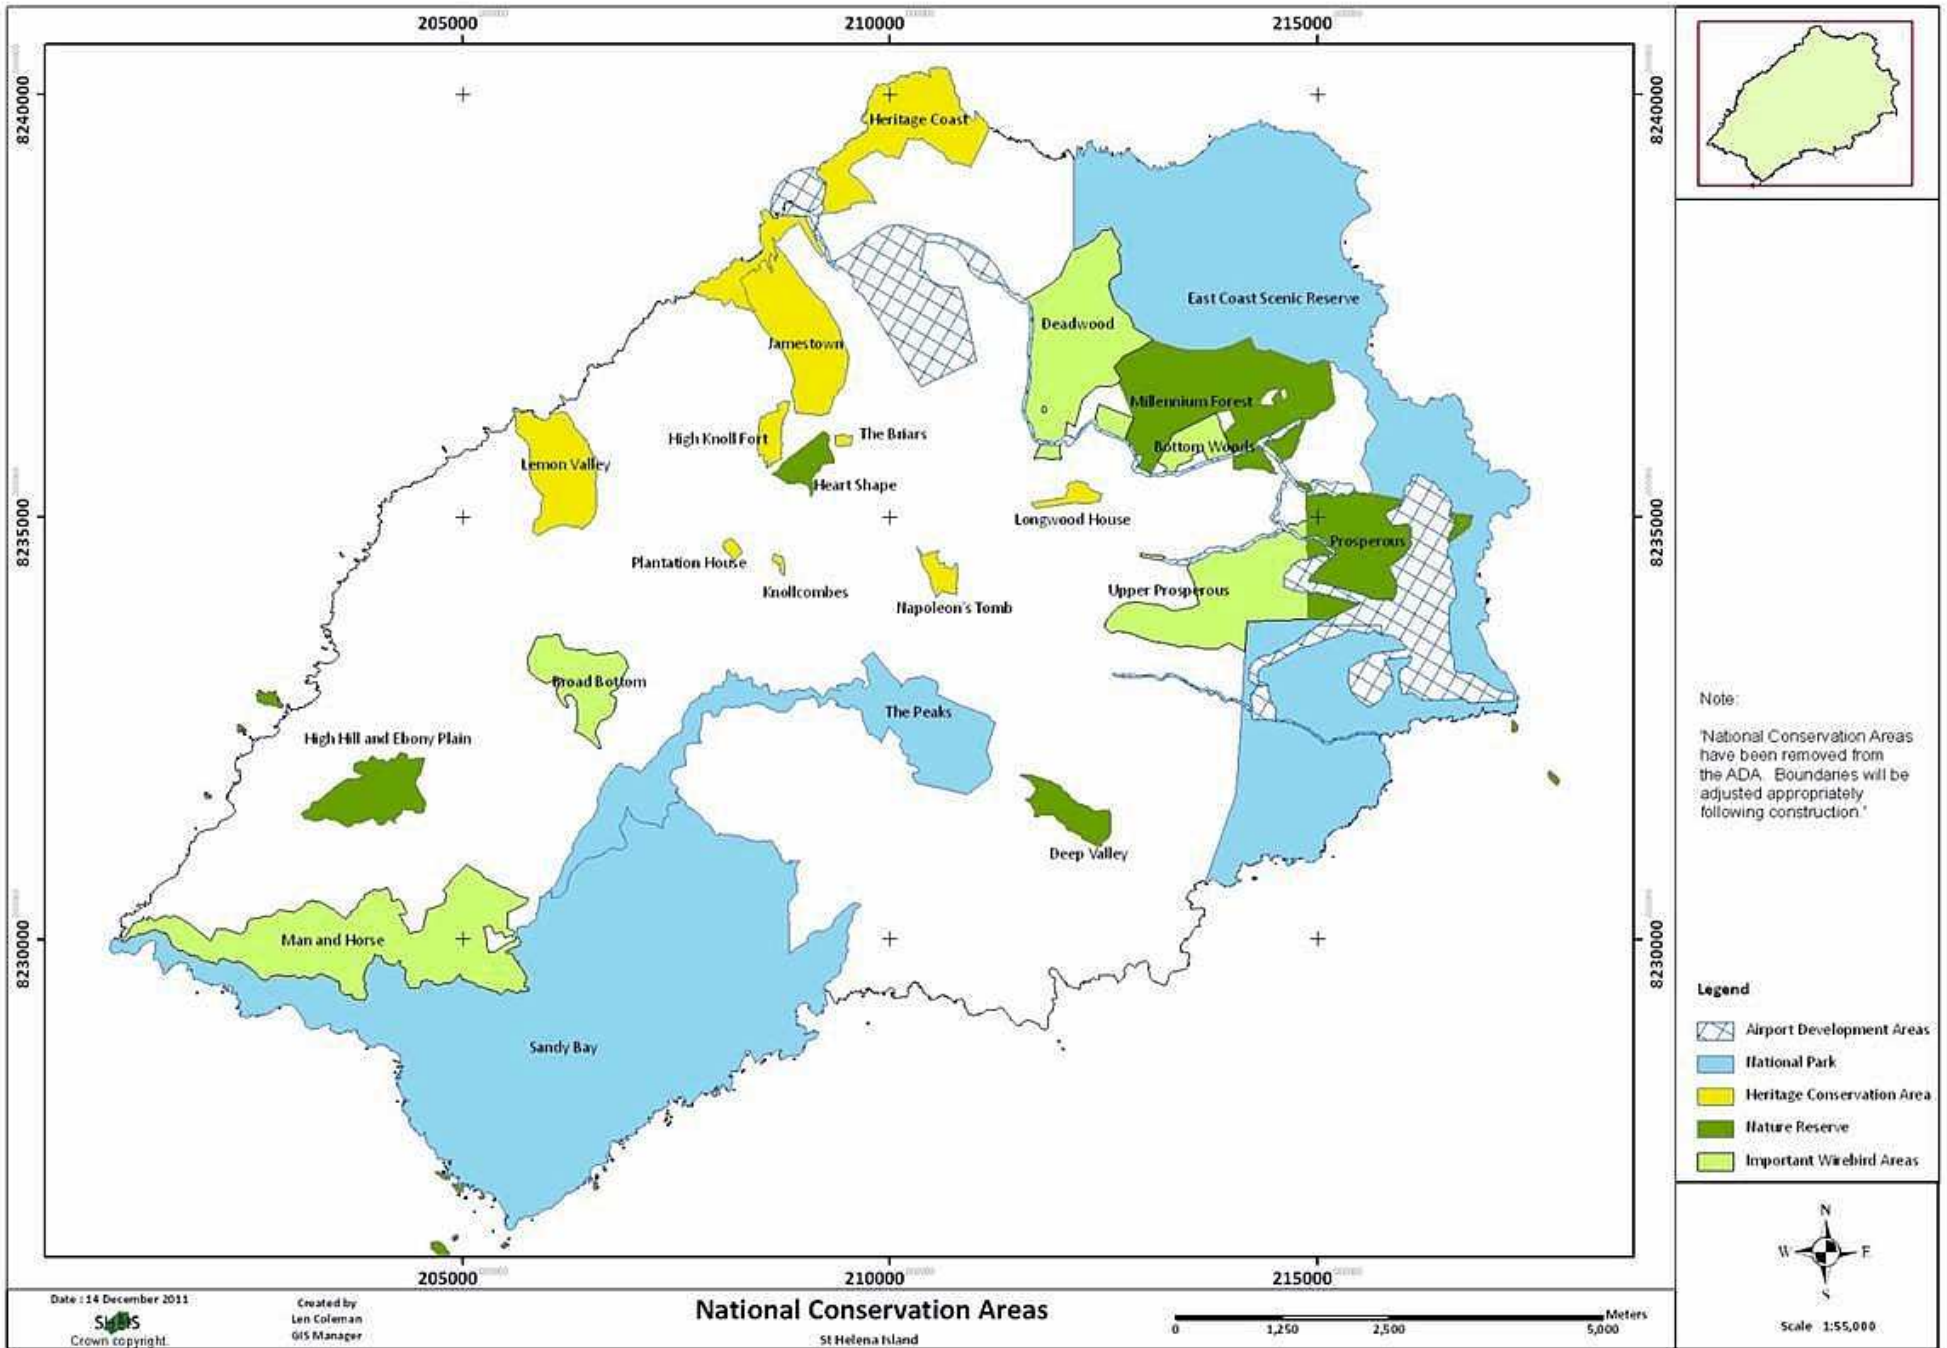 205000
210000
215000
8240000
8240000
Heritage Coast
East Coast Scenic Reserve
Deadwood
Jamestown
Millennium Forest
High Knoll Fort
The Briars
Bottom Woods
Lemon Valley
Heart Shape
8235000
8235000
Longwood House
Prosperous
Plantation House
Knollcombes
Upper Prosperous
Napoleon's Tomb
Broad Bottom
The Peaks
High Hill and Ebony Plain
Deep Valley
8230000
8230000
Man and Horse
Sandy Bay
205000
210000
215000
Note:
'National Conservation Areas
have been removed from
the ADA. Boundaries will be
adjusted appropriately
following construction.'
Legend
Airport Development Areas
National Park
Heritage Conservation Area
Nature Reserve
Important Wirebird Areas
N
W E
S
Scale 1:55,000
Date : 14 December 2011
Crown copyright.
Created by
Len Coleman
GIS Manager
National Conservation Areas
St Helena Island
Meters
0 1,250 2,500 5,000